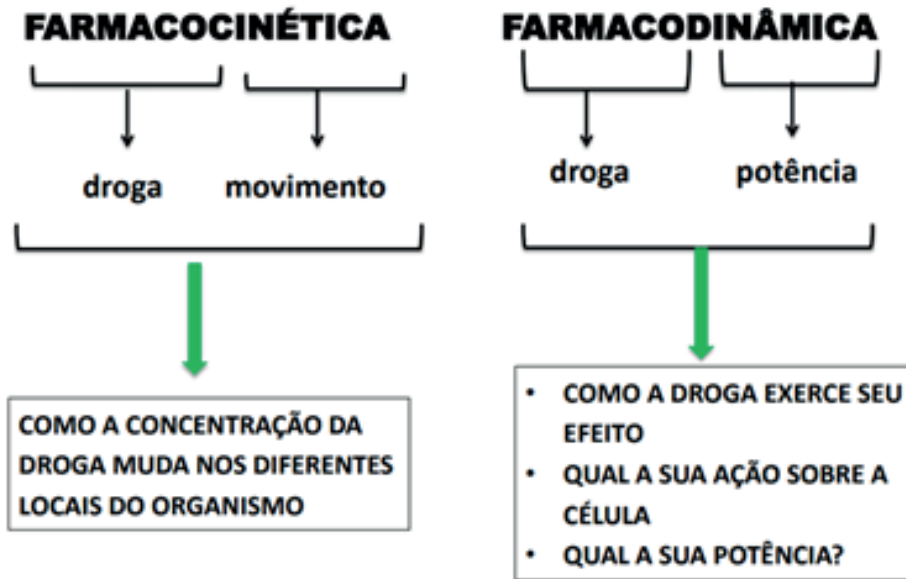 FARMACOCINÉTICA
droga movimento
COMO A CONCENTRAÇÃO DA
DROGA MUDA NOS DIFERENTES
LOCAIS DO ORGANISMO
FARMACODINÂMICA
droga potência
• COMO A DROGA EXERCE SEU
EFEITO
• QUAL A SUA AÇÃO SOBRE A
CÉLULA
• QUAL A SUA POTÊNCIA?